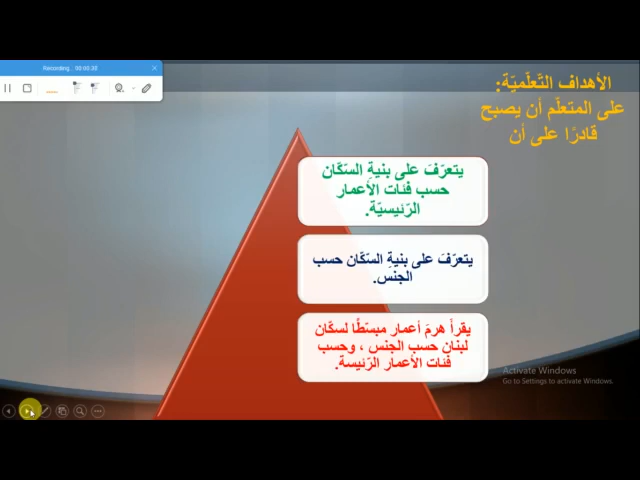 Recording... 00:00:30
الأهداف التّعلّميّة:
على المتعلّم أن يصبح
قادرًا على أن
يتعرّفَ على بنيةِ السّكّان
حسب فئات الأعمار
الرّئيسيّة.
يتعرّفَ على بنيةِ السّكّان حسب
الجنس.
يقرأَ هرمَ أعمار مبسّطًا لسكّان
لبنان حسب الجنس ، وحسب
فئات الأعمار الرّئيسة.
Activate Windows
Go to Settings to activate Windows.